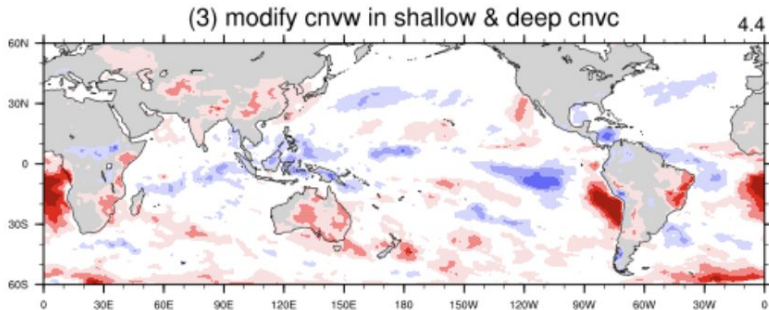 (3) modify cnvw in shallow & deep cnvc
4.4
60N
30N
0
30S
60S
0 30E 60E 90E 120E 150E 180 150W 120W 90W 60W 30W 0